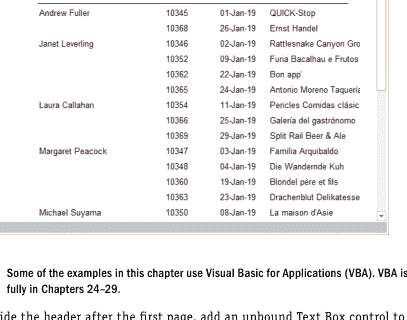 Andrew Fuller 10345 01-Jan-19 QUICK-Stop
10368 26-Jan-19 Ernst Handel
Janet Leverling 10346 02-Jan-19 Rattlesnake Canyon Gro
10352 09-Jan-19 Furia Bacalhau e Frutos
10362 22-Jan-19 Bon app'
10365 24-Jan-19 Antonio Moreno Taquería
Laura Callahan 10354 11-Jan-19 Pericles Comidas clásic
10366 25-Jan-19 Galería del gastrónomo
10369 29-Jan-19 Split Rail Beer & Ale
Margaret Peacock 10347 03-Jan-19 Familia Arquibaldo
10348 04-Jan-19 Die Wandernde Kuh
10360 19-Jan-19 Blondel père et fils
10363 23-Jan-19 Drachenblut Delikatesse
Michael Suyama 10350 08-Jan-19 La maison d'Asie
Some of the examples in this chapter use Visual Basic for Applications (VBA). VBA is
fully in Chapters 24–29.
ide the header after the first page, add an unbound Text Box control to